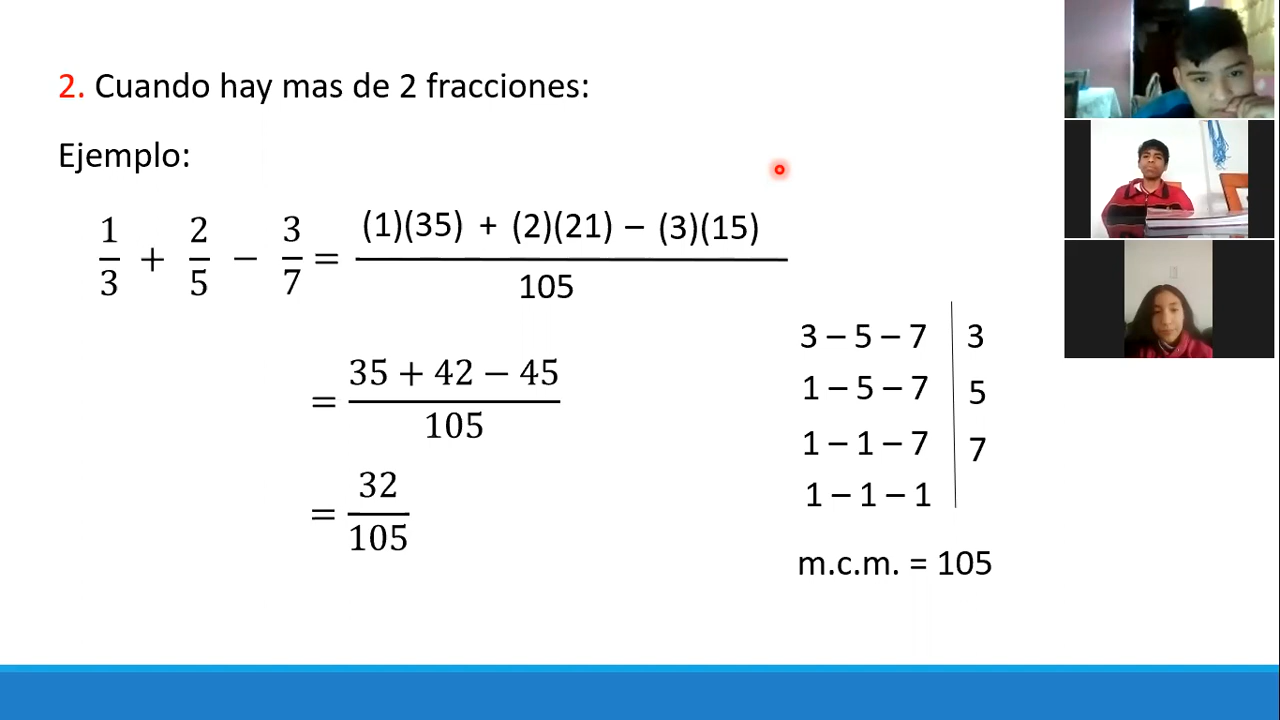 2. Cuando hay mas de 2 fracciones:
Ejemplo:
1/3 + 2/5 − 3/7 = ((1)(35) + (2)(21) − (3)(15))/105
= (35 + 42 − 45)/105
= 32/105
3 – 5 – 7 | 3
1 – 5 – 7 | 5
1 – 1 – 7 | 7
1 – 1 – 1 |
m.c.m. = 105